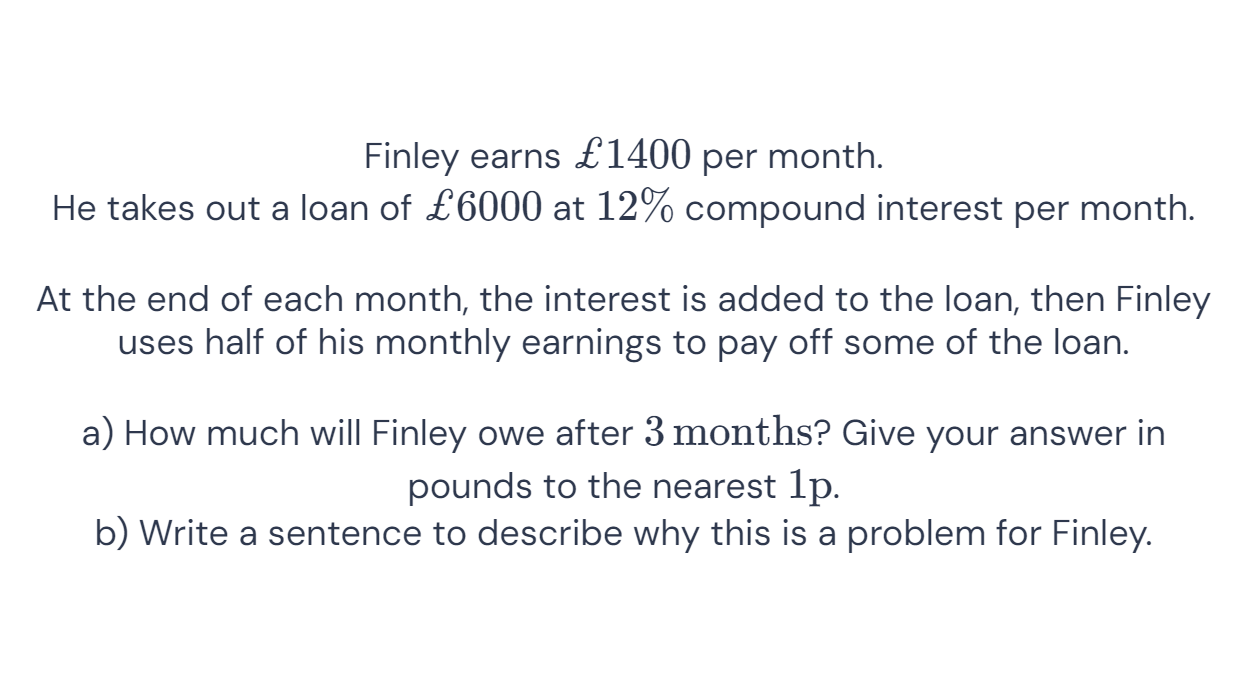 Finley earns £1400 per month.
He takes out a loan of £6000 at 12% compound interest per month.
At the end of each month, the interest is added to the loan, then Finley
uses half of his monthly earnings to pay off some of the loan.
a) How much will Finley owe after 3 months? Give your answer in
pounds to the nearest 1p.
b) Write a sentence to describe why this is a problem for Finley.